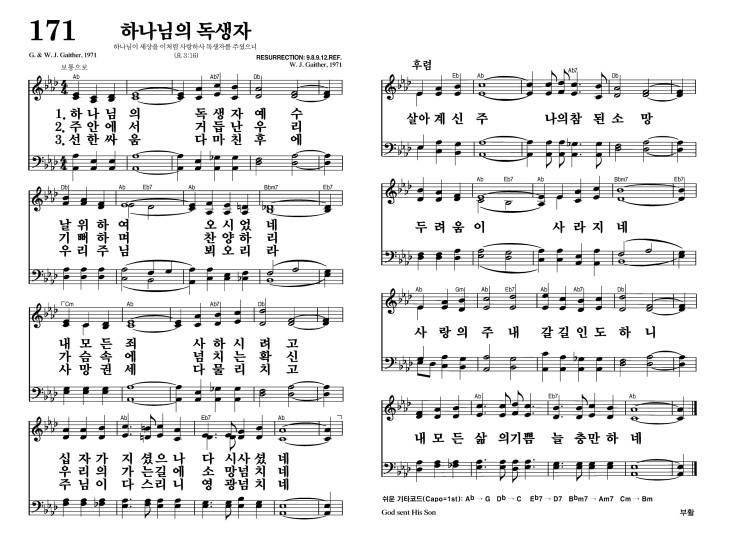 171 하나님의 독생자
하나님이 세상을 이처럼 사랑하사 독생자를 주셨으니
(요 3:16)
G. & W. J. Gaither, 1971
RESURRECTION: 9.8.9.12.REF.
W. J. Gaither, 1971
보통으로
Ab Ab7 Db
1. 하 나 님 의 독 생 자 예 수
2. 주 안 에 서 거 듭 난 우 리
3. 선 한 싸 움 다 마 친 후 에
Db Ab Eb7 Ab Eb7 Ab Bbm7 Eb7
날 위 하 여 오 시 었 네
기 뻐 하 며 찬 양 하 리
우 리 주 님 뵈 오 리 라
Cm Ab Ab7 Db
내 모 든 죄 사 하 시 려 고
가 슴 속 에 넘 치 는 확 신
사 망 권 세 다 물 리 치 고
Ab Eb7 Ab
십 자 가 지 셨 으 나 다 시 사 셨 네
우 리 의 가 는 길 에 소 망 넘 치 네
주 님 이 다 스 리 니 영 광 넘 치 네
후렴
Eb Ab Ab7 Db
살아 계 신 주 나의 참 된 소 망
Ab Eb7 Ab Bbm7 Eb7
두 려 움 이 사 라 지 네
Ab Gm Ab Eb7 Ab Ab7 Db
사 랑 의 주 내 갈 길 인 도 하 니
Ab Eb7 Ab
내 모 든 삶 의 기 쁨 늘 충 만 하 네
쉬운 기타코드(Capo=1st): Ab → G Db → C Eb7 → D7 Bbm7 → Am7 Cm → Bm
God sent His Son 부활